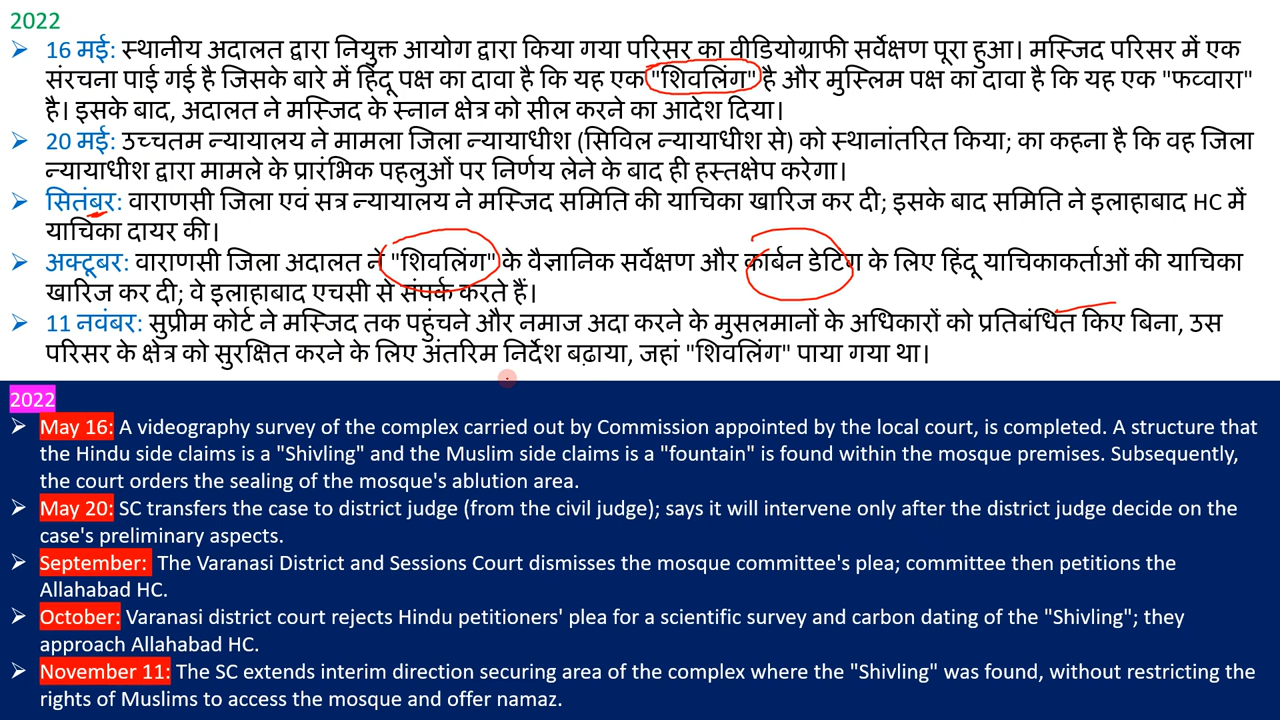 2022
➢ 16 मई: स्थानीय अदालत द्वारा नियुक्त आयोग द्वारा किया गया परिसर का वीडियोग्राफी सर्वेक्षण पूरा हुआ। मस्जिद परिसर में एक
संरचना पाई गई है जिसके बारे में हिंदू पक्ष का दावा है कि यह एक "शिवलिंग" है और मुस्लिम पक्ष का दावा है कि यह एक "फव्वारा"
है। इसके बाद, अदालत ने मस्जिद के स्नान क्षेत्र को सील करने का आदेश दिया।
➢ 20 मई: उच्चतम न्यायालय ने मामला जिला न्यायाधीश (सिविल न्यायाधीश से) को स्थानांतरित किया; का कहना है कि वह जिला
न्यायाधीश द्वारा मामले के प्रारंभिक पहलुओं पर निर्णय लेने के बाद ही हस्तक्षेप करेगा।
➢ सितंबर: वाराणसी जिला एवं सत्र न्यायालय ने मस्जिद समिति की याचिका खारिज कर दी; इसके बाद समिति ने इलाहाबाद HC में
याचिका दायर की।
➢ अक्टूबर: वाराणसी जिला अदालत ने "शिवलिंग" के वैज्ञानिक सर्वेक्षण और कार्बन डेटिंग के लिए हिंदू याचिकाकर्ताओं की याचिका
खारिज कर दी; वे इलाहाबाद एचसी से संपर्क करते हैं।
➢ 11 नवंबर: सुप्रीम कोर्ट ने मस्जिद तक पहुंचने और नमाज अदा करने के मुसलमानों के अधिकारों को प्रतिबंधित किए बिना, उस
परिसर के क्षेत्र को सुरक्षित करने के लिए अंतरिम निर्देश बढ़ाया, जहां "शिवलिंग" पाया गया था।
2022
➢ May 16: A videography survey of the complex carried out by Commission appointed by the local court, is completed. A structure that
the Hindu side claims is a "Shivling" and the Muslim side claims is a "fountain" is found within the mosque premises. Subsequently,
the court orders the sealing of the mosque's ablution area.
➢ May 20: SC transfers the case to district judge (from the civil judge); says it will intervene only after the district judge decide on the
case's preliminary aspects.
➢ September: The Varanasi District and Sessions Court dismisses the mosque committee's plea; committee then petitions the
Allahabad HC.
➢ October: Varanasi district court rejects Hindu petitioners' plea for a scientific survey and carbon dating of the "Shivling"; they
approach Allahabad HC.
➢ November 11: The SC extends interim direction securing area of the complex where the "Shivling" was found, without restricting the
rights of Muslims to access the mosque and offer namaz.